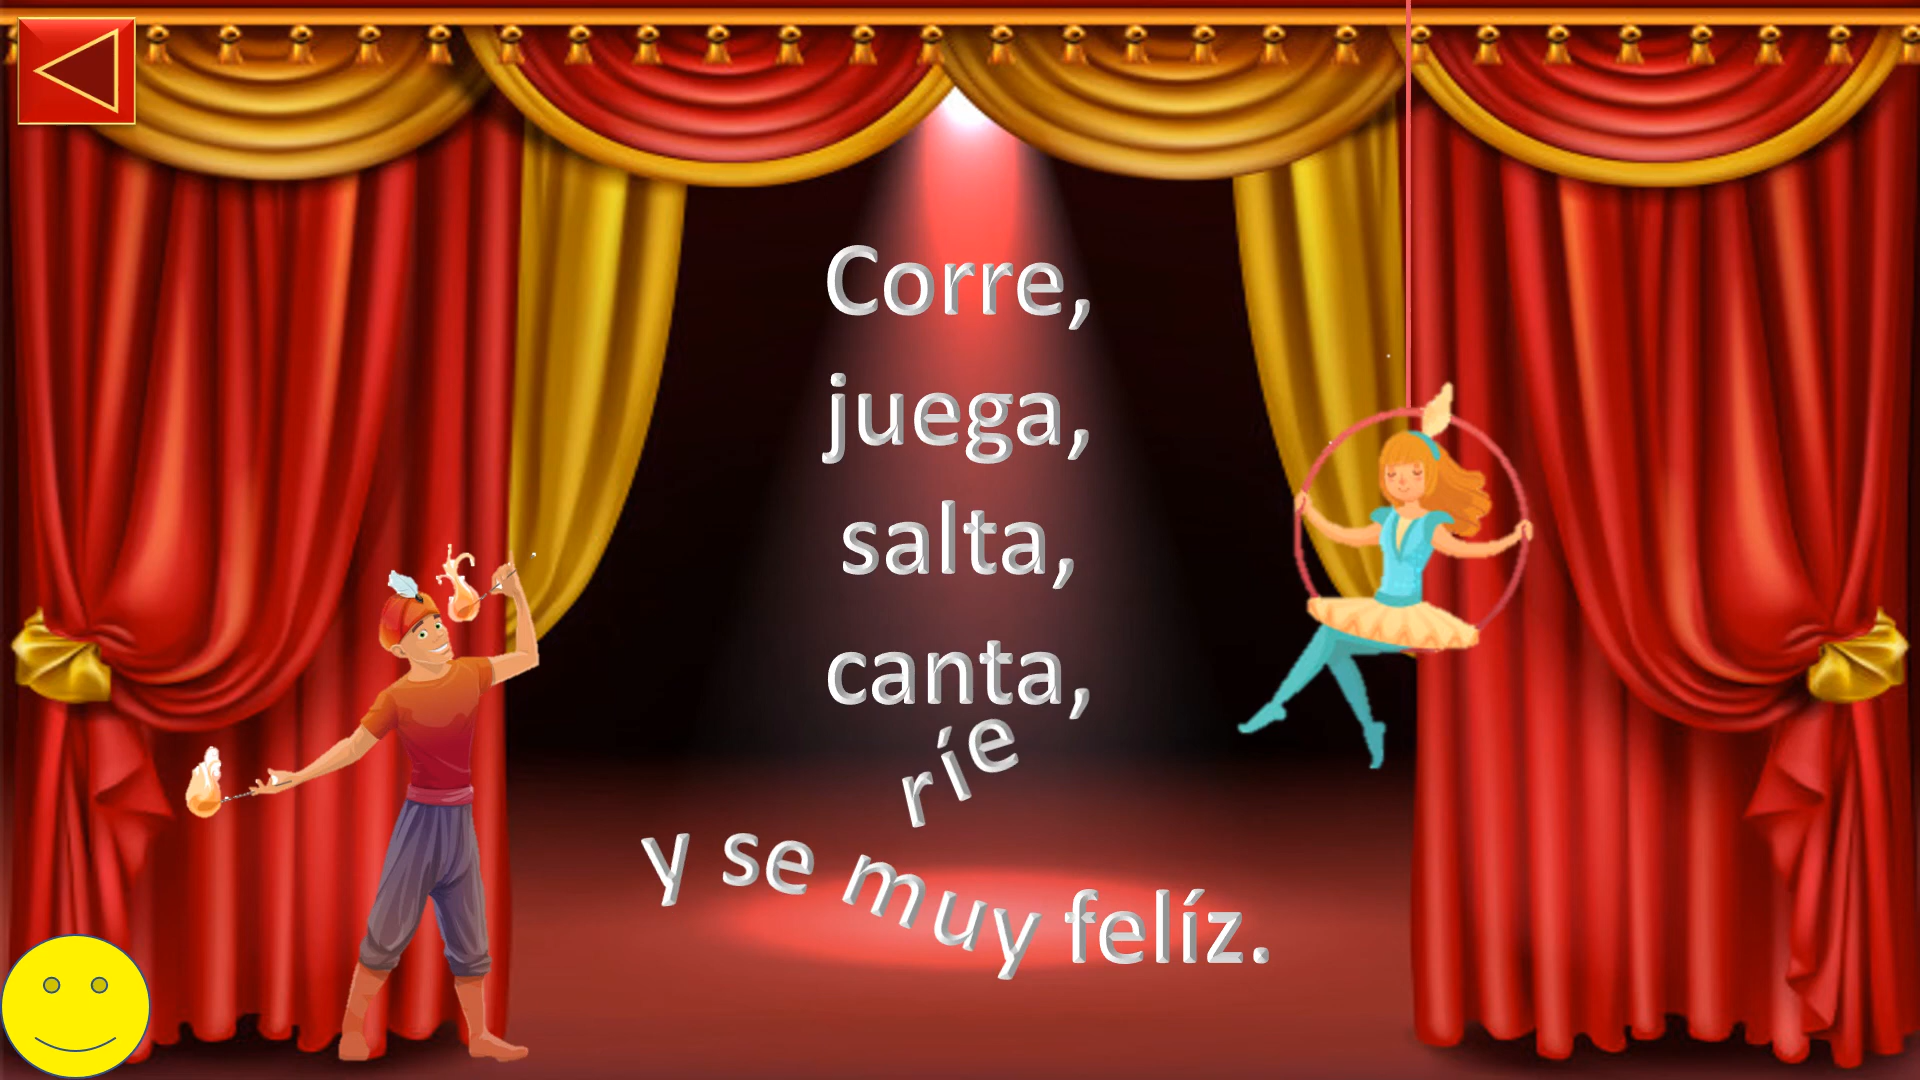 Corre,
juega,
salta,
canta,
ríe
y se muy felíz.